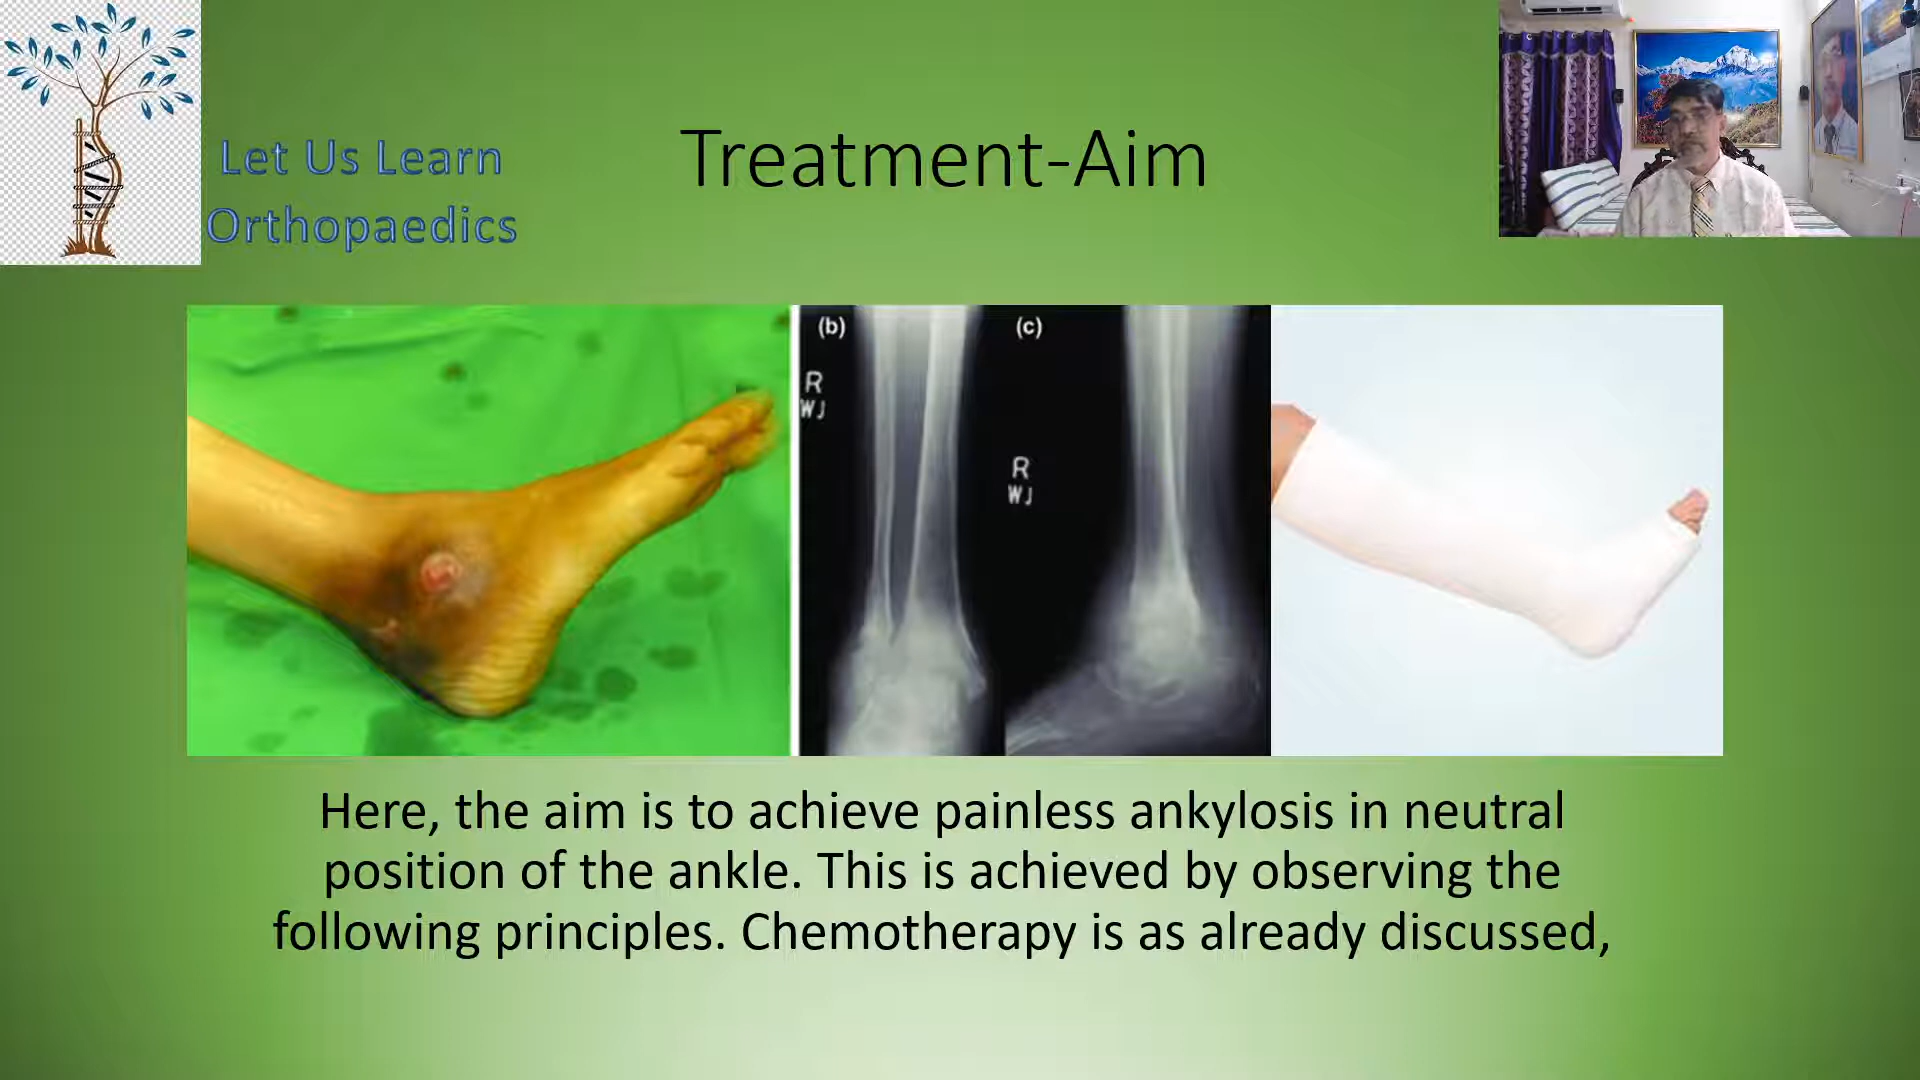 Let Us Learn
Orthopaedics
Treatment-Aim
(b)
(c)
R
WJ
R
WJ
Here, the aim is to achieve painless ankylosis in neutral
position of the ankle. This is achieved by observing the
following principles. Chemotherapy is as already discussed,